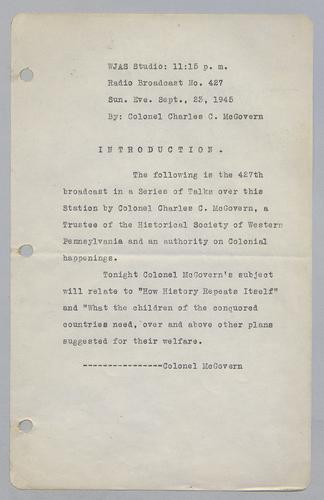 WJAS Studio: 11:15 p. m.
Radio Broadcast No. 427
Sun. Eve. Sept., 23, 1945
By: Colonel Charles C. McGovern
I N T R O D U C T I O N .
The following is the 427th
broadcast in a Series of Talks over this
Station by Colonel Charles C. McGovern, a
Trustee of the Historical Society of Western
Pennsylvania and an authority on Colonial
happenings.
Tonight Colonel McGovern's subject
will relate to "How History Repeats Itself"
and "What the children of the conquored
countries need, over and above other plans
suggested for their welfare.
----------------Colonel McGovern